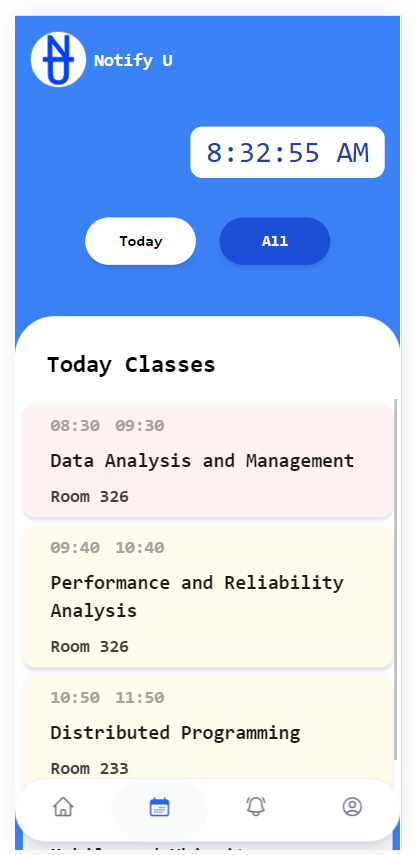 NU
Notify U
8:32:55 AM
Today All
Today Classes
08:30 09:30
Data Analysis and Management
Room 326
09:40 10:40
Performance and Reliability
Analysis
Room 326
10:50 11:50
Distributed Programming
Room 233